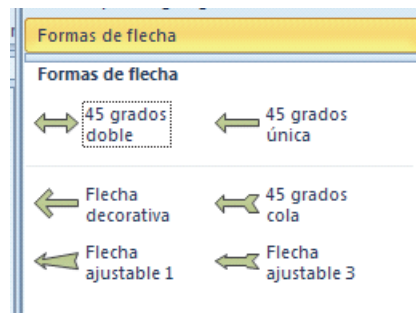 Formas de flecha
Formas de flecha
45 grados
doble
45 grados
única
Flecha
decorativa
45 grados
cola
Flecha
ajustable 1
Flecha
ajustable 3